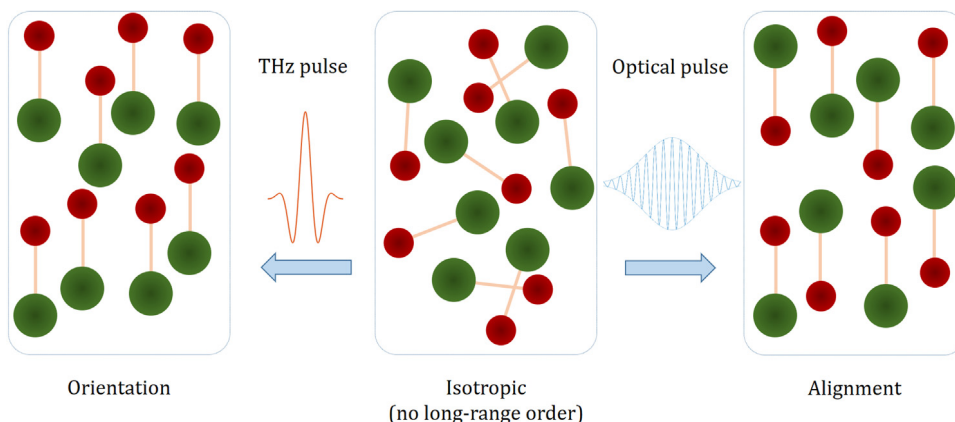 THz pulse
Optical pulse
Orientation
Isotropic
(no long-range order)
Alignment